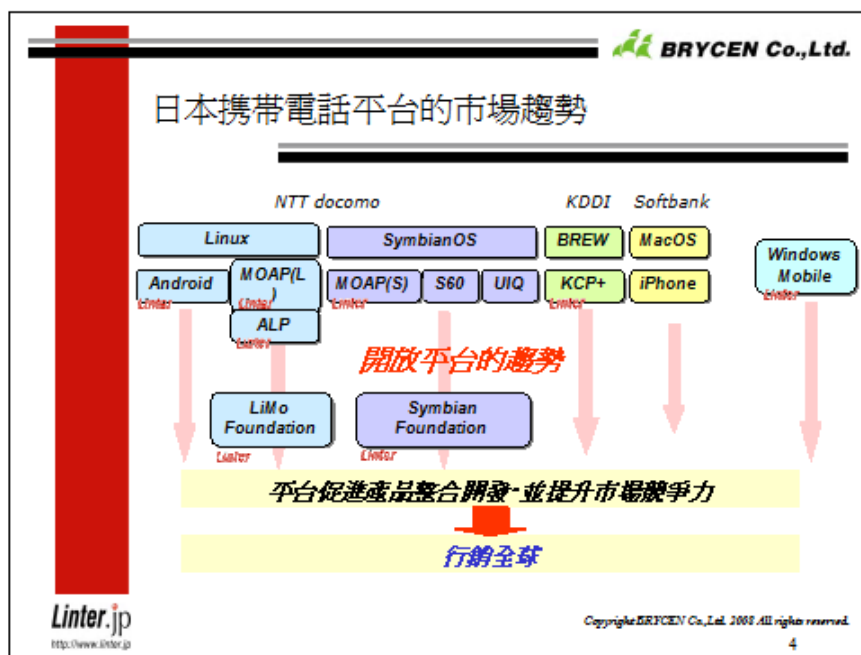 BRYCEN Co.,Ltd.
日本携帯電話平台的市場趨勢
NTT docomo KDDI Softbank
Linux SymbianOS BREW MacOS
Windows
Mobile
Linter
Android MOAP(L
) MOAP(S) S60 UIQ KCP+ iPhone
Linter Linter Linter Linter
ALP
Linter
開放平台的趨勢
LiMo
Foundation
Symbian
Foundation
Linter Linter
平台促進產品整合開發-並提升市場競爭力
行銷全球
Linter.jp
http://www.linter.jp
Copyright BRYCEN Co.,Ltd. 2008 All rights reserved.
4